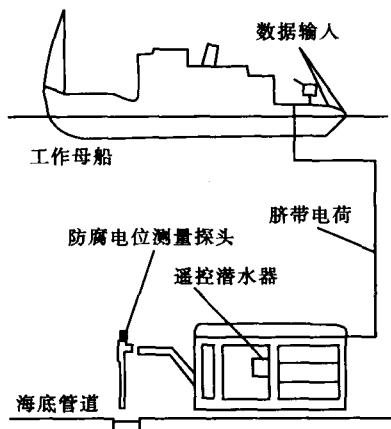 数据输人
工作母船
脐带电荷
防腐电位测量探头
遥控潜水器
海底管道